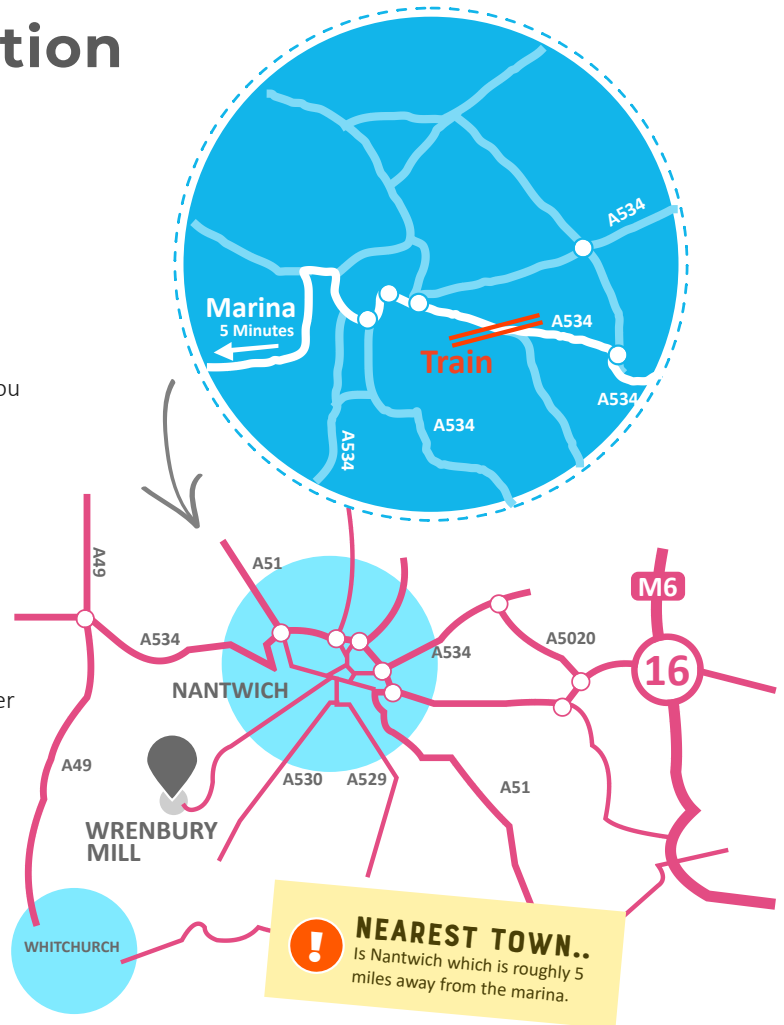 tion
A534
Marina
5 Minutes
A534
Train
A534
A534
A534
ou
A49
A51
M6
A534
A534
A5020
16
NANTWICH
er
A49
A530
A529
A51
WRENBURY
MILL
WHITCHURCH
!
NEAREST TOWN..
Is Nantwich which is roughly 5
miles away from the marina.